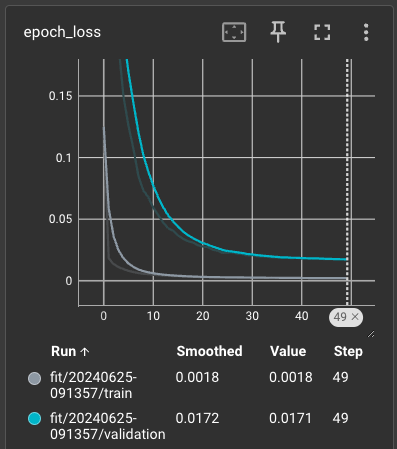 epoch_loss
0.15
0.1
0.05
0
0 10 20 30 40 49 ×
Run ↑ Smoothed Value Step
fit/20240625-
091357/train 0.0018 0.0018 49
fit/20240625-
091357/validation 0.0172 0.0171 49